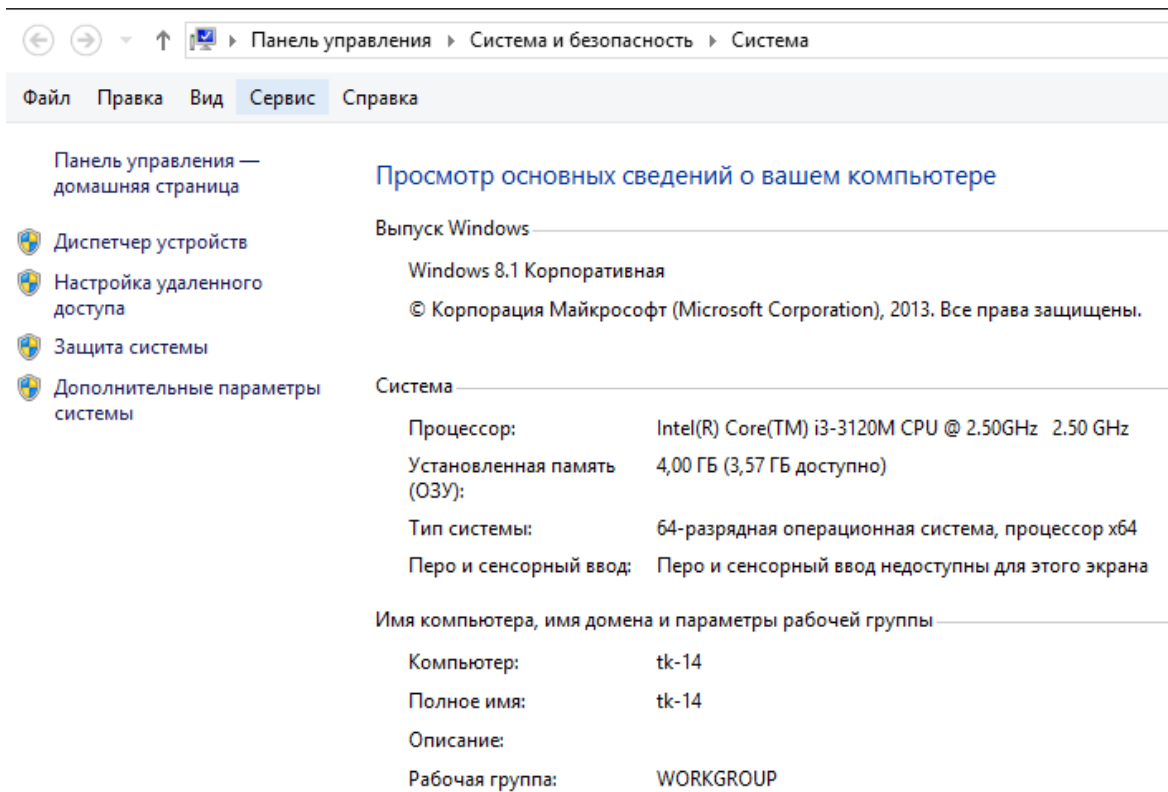 Панель управления Система и безопасность Система
Файл Правка Вид Сервис Справка
Панель управления —
домашняя страница
Диспетчер устройств
Настройка удаленного
доступа
Защита системы
Дополнительные параметры
системы
Просмотр основных сведений о вашем компьютере
Выпуск Windows
Windows 8.1 Корпоративная
© Корпорация Майкрософт (Microsoft Corporation), 2013. Все права защищены.
Система
Процессор: Intel(R) Core(TM) i3-3120M CPU @ 2.50GHz 2.50 GHz
Установленная память 4,00 ГБ (3,57 ГБ доступно)
(ОЗУ):
Тип системы: 64-разрядная операционная система, процессор x64
Перо и сенсорный ввод: Перо и сенсорный ввод недоступны для этого экрана
Имя компьютера, имя домена и параметры рабочей группы
Компьютер: tk-14
Полное имя: tk-14
Описание:
Рабочая группа: WORKGROUP